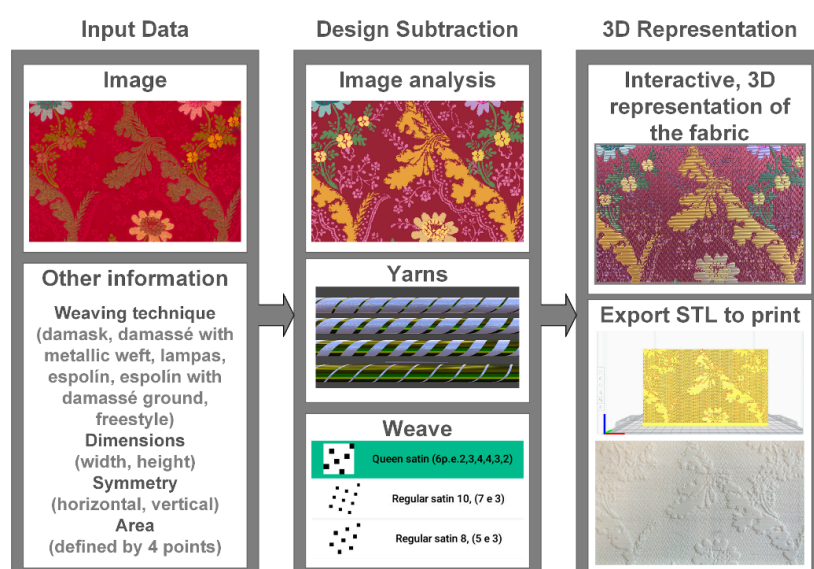 Input Data
Image
Other information
Weaving technique
(damask, damassé with
metallic weft, lampas,
espolín, espolín with
damassé ground,
freestyle)
Dimensions
(width, height)
Symmetry
(horizontal, vertical)
Area
(defined by 4 points)
Design Subtraction
Image analysis
Yarns
Weave
Queen satin (6p.e.2,3,4,4,3,2)
Regular satin 10, (7 e 3)
Regular satin 8, (5 e 3)
3D Representation
Interactive, 3D
representation of
the fabric
Export STL to print